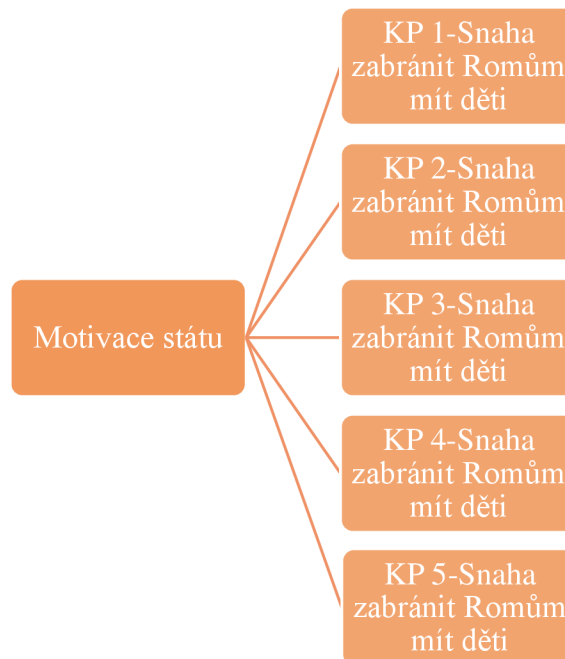 KP 1-Snaha
zabránit Romům
mít děti
KP 2-Snaha
zabránit Romům
mít děti
Motivace státu
KP 3-Snaha
zabránit Romům
mít děti
KP 4-Snaha
zabránit Romům
mít děti
KP 5-Snaha
zabránit Romům
mít děti